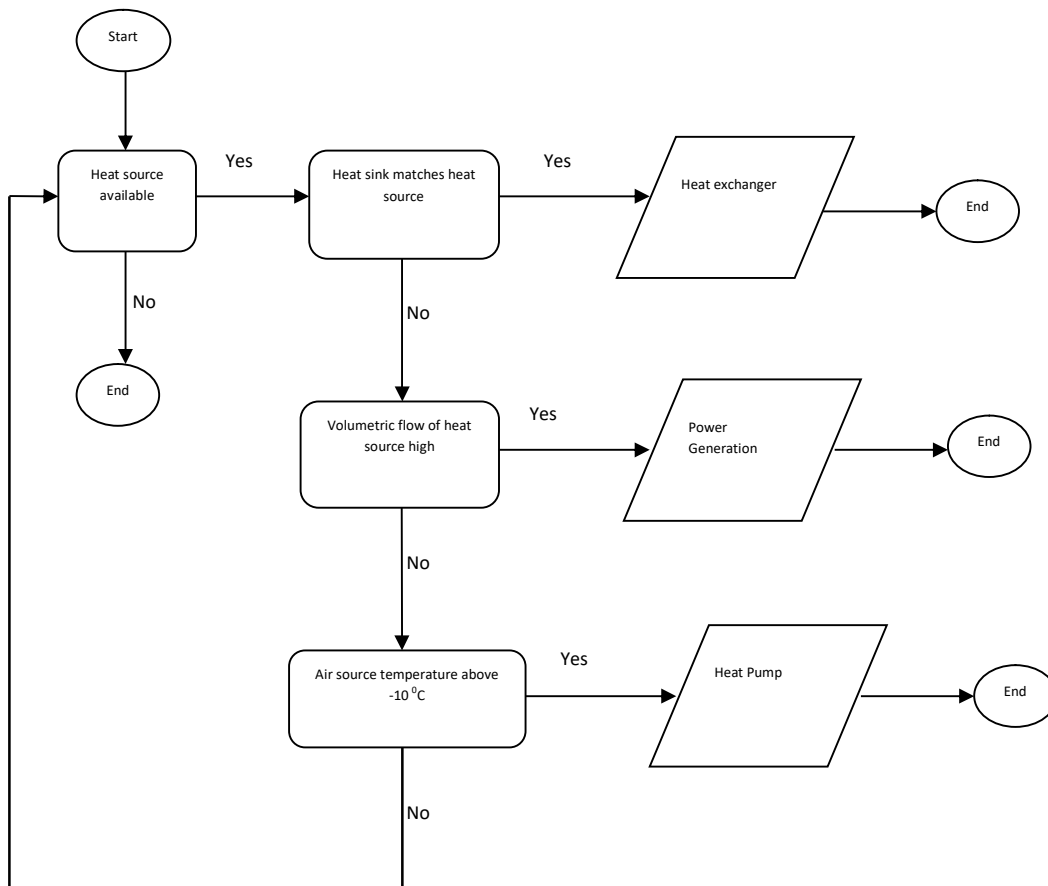 Start
Heat source
available
Yes
Heat sink matches heat
source
Yes
Heat exchanger
End
No
End
No
Volumetric flow of heat
source high
Yes
Power
Generation
End
No
Air source temperature above
-10 ⁰C
Yes
Heat Pump
End
No